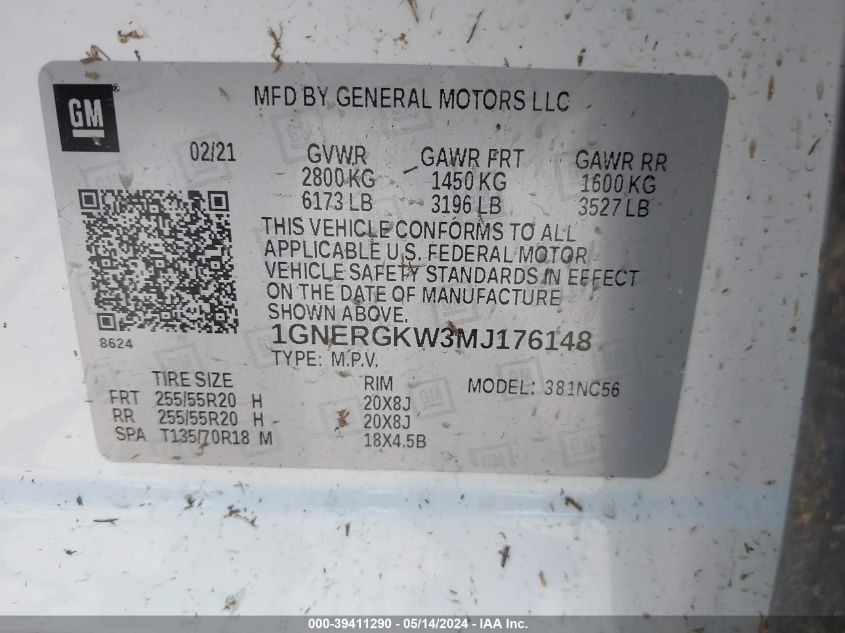 GM
MFD BY GENERAL MOTORS LLC
02/21
GVWR GAWR FRT GAWR RR
2800 KG 1450 KG 1600 KG
6173 LB 3196 LB 3527 LB
THIS VEHICLE CONFORMS TO ALL
APPLICABLE U.S. FEDERAL MOTOR
VEHICLE SAFETY STANDARDS IN EFFECT
ON THE DATE OF MANUFACTURE
SHOWN ABOVE.
8624
1GNERGKW3MJ176148
TYPE: M.P.V.
TIRE SIZE RIM MODEL: 381NC56
FRT 255/55R20 H 20X8J
RR 255/55R20 H 20X8J
SPA T135/70R18 M 18X4.5B
000-39411290 - 05/14/2024 - IAA Inc.